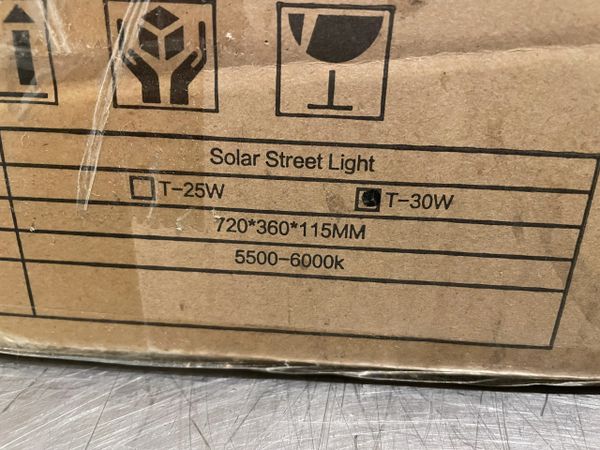 Solar Street Light
T-25W T-30W
720*360*115MM
5500-6000k